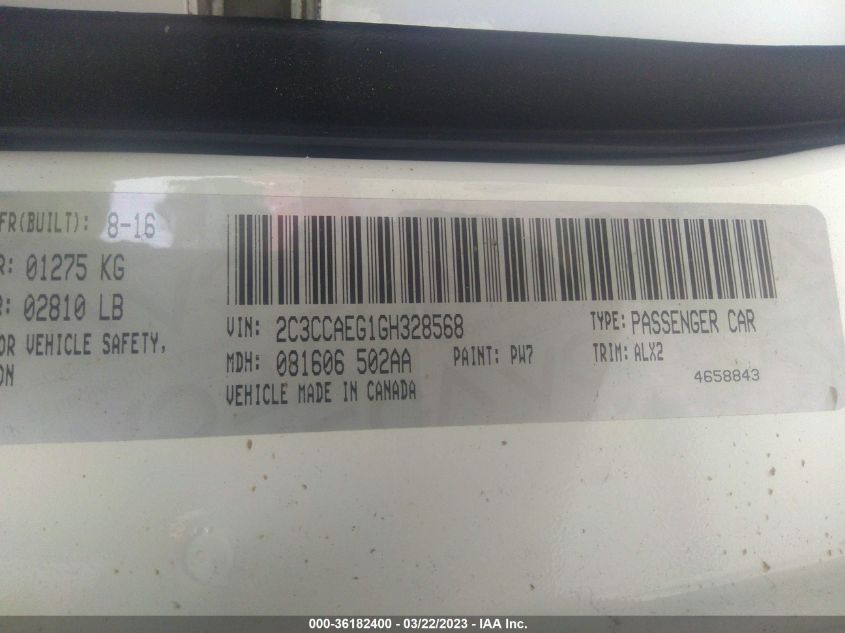 FR(BUILT): 8-16
R: 01275 KG
R: 02810 LB
OR VEHICLE SAFETY,
ON
VIN: 2C3CCAEG1GH328568 TYPE: PASSENGER CAR
MDH: 081606 502AA PAINT: PW7 TRIM: ALX2
VEHICLE MADE IN CANADA 4658843
000-36182400 - 03/22/2023 - IAA Inc.